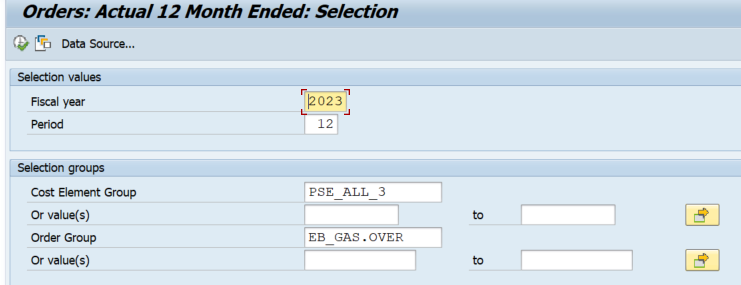 Orders: Actual 12 Month Ended: Selection
Data Source...
Selection values
Fiscal year 2023
Period 12
Selection groups
Cost Element Group PSE_ALL_3
Or value(s) to
Order Group EB_GAS.OVER
Or value(s) to